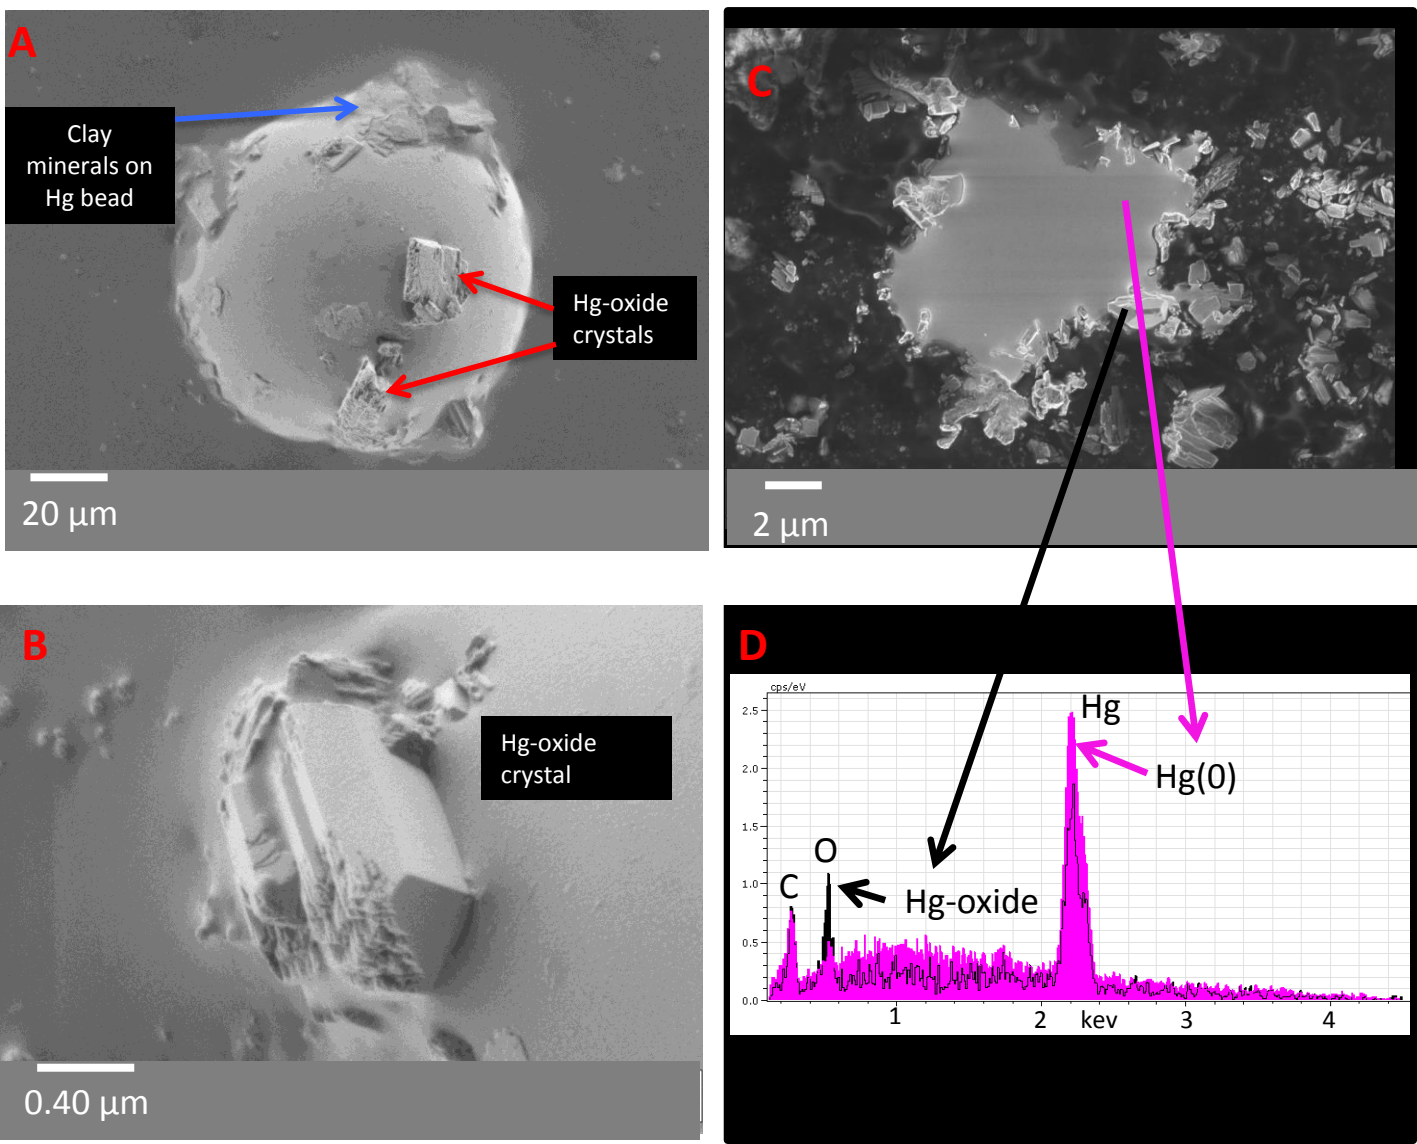 A
Clay
minerals on
Hg bead
Hg-oxide
crystals
20 µm
C
2 µm
B
Hg-oxide
crystal
0.40 µm
D
cps/eV
2.5
2.0
1.5
1.0
0.5
0.0
Hg
Hg(0)
O
C
Hg-oxide
1 2 kev 3 4